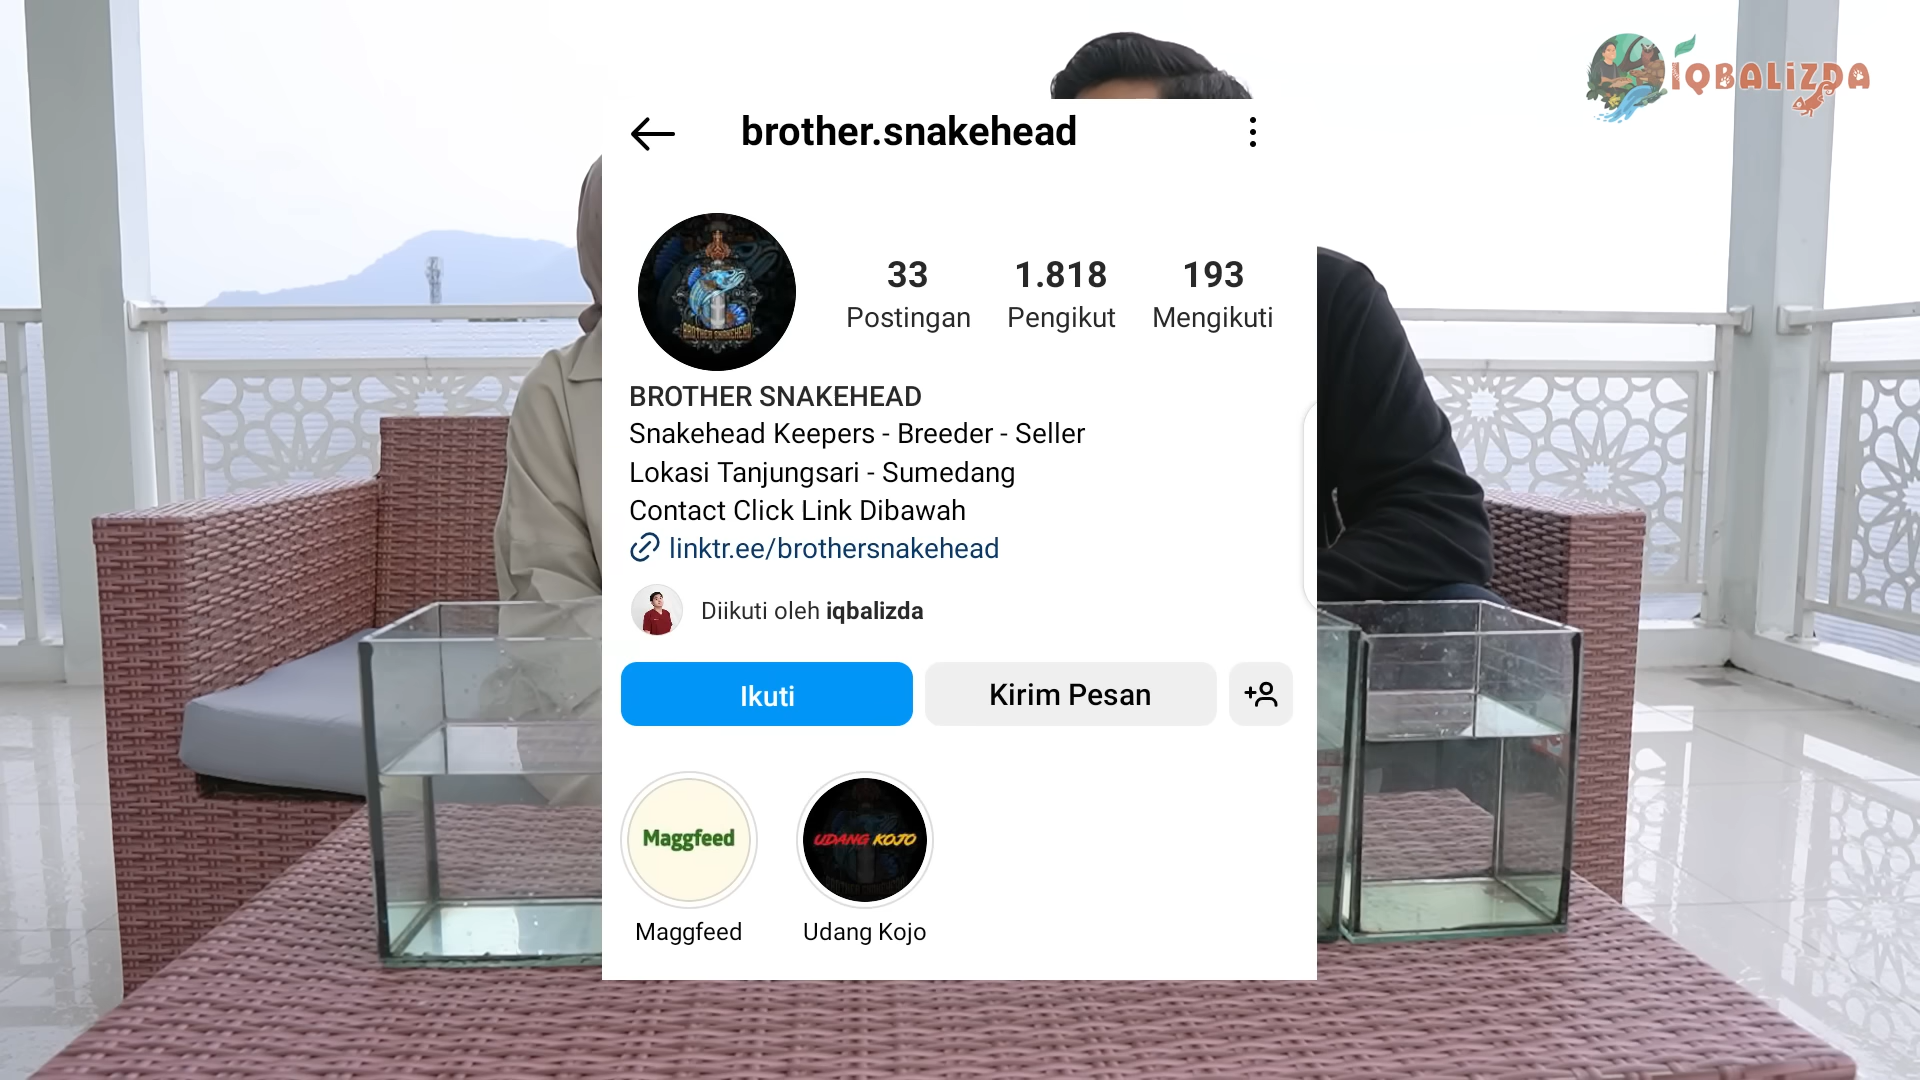 IQBALIZDA
brother.snakehead
33
1.818
193
Postingan
Pengikut
Mengikuti
BROTHER SNAKEHEAD
BROTHER SNAKEHEAD
Snakehead Keepers - Breeder - Seller
Lokasi Tanjungsari - Sumedang
Contact Click Link Dibawah
linktr.ee/brothersnakehead
Diikuti oleh iqbalizda
Ikuti
Kirim Pesan
Maggfeed
UDANG KOJO
Maggfeed
Udang Kojo